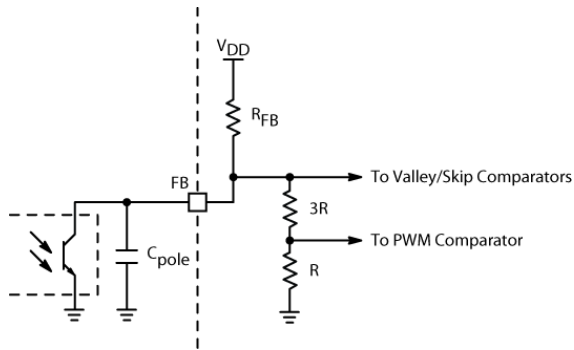 VDD
RFB
FB
To Valley/Skip Comparators
3R
To PWM Comparator
Cpole
R